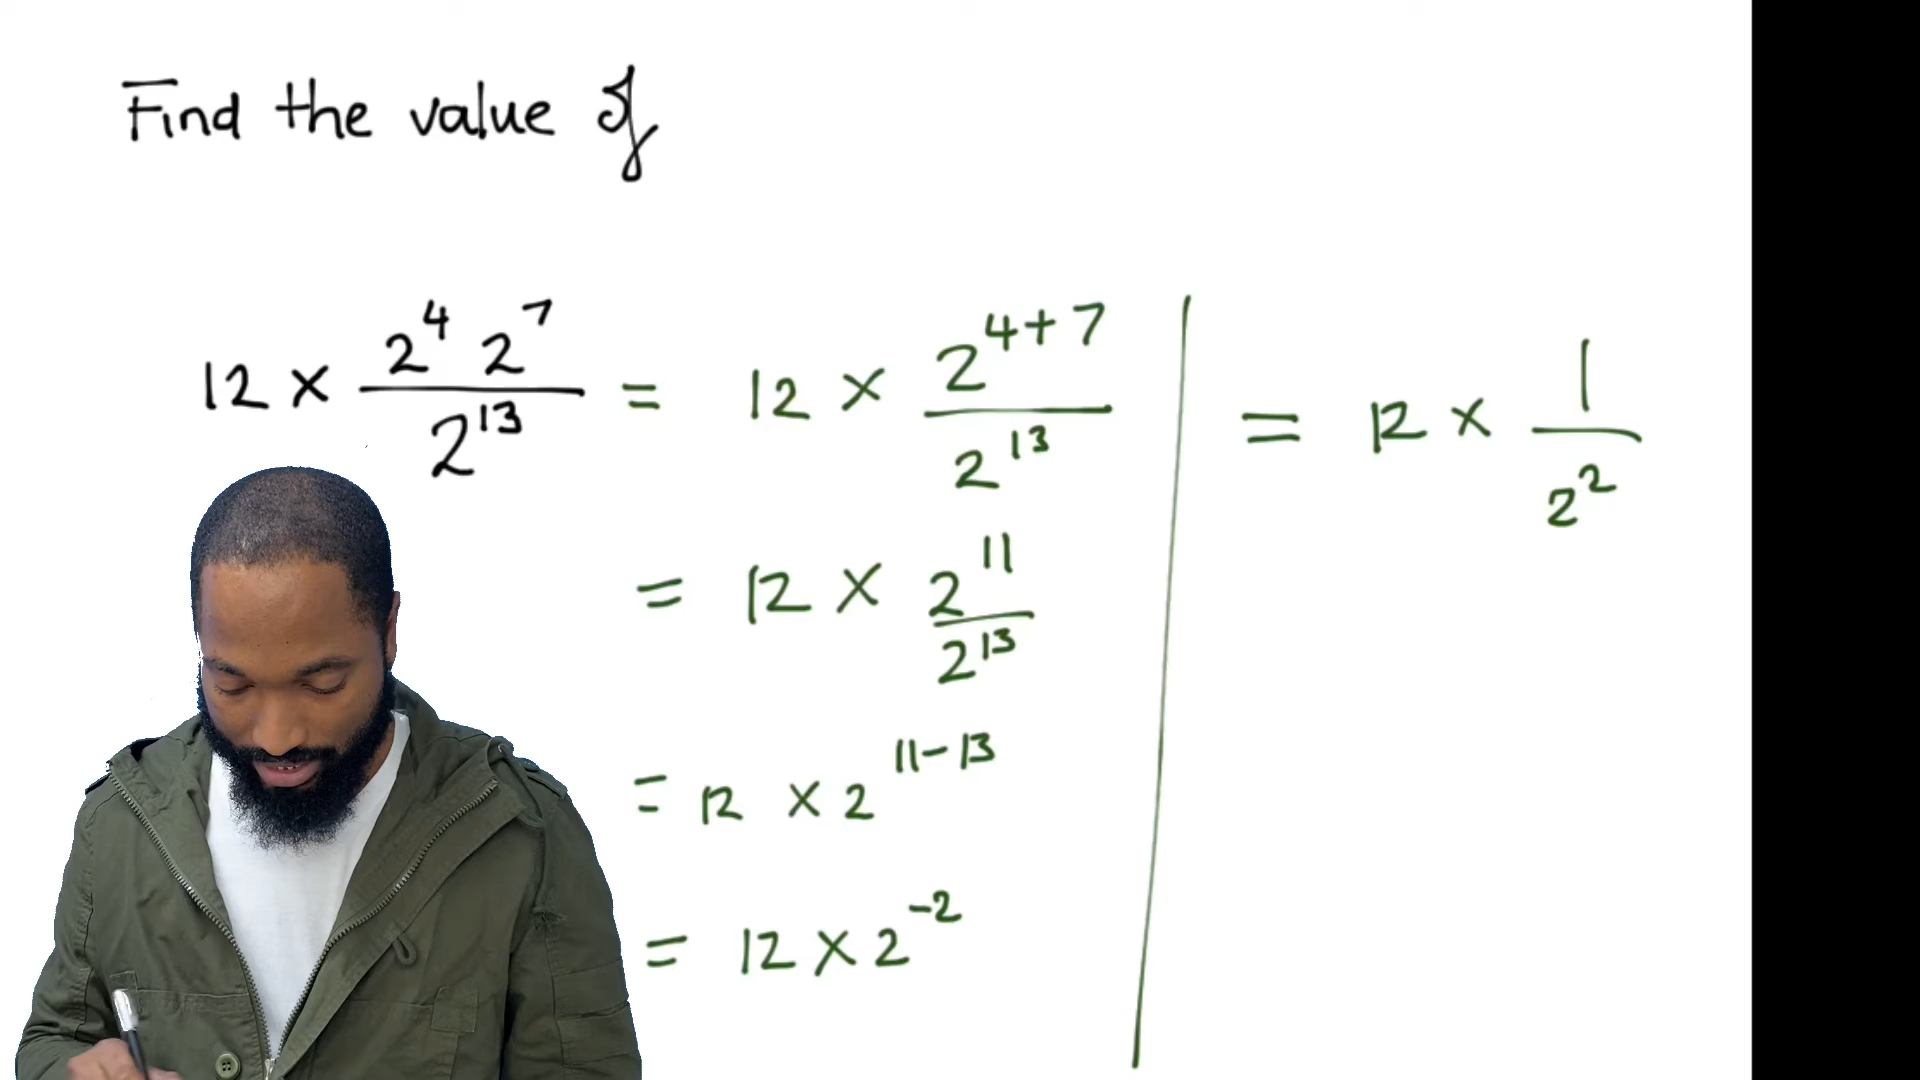 Find the value of
12 × (2^4 2^7)/(2^13) = 12 × (2^(4+7))/(2^13)
= 12 × (2^11)/(2^13)
= 12 × 2^(11-13)
= 12 × 2^(-2)
= 12 × 1/(2^2)